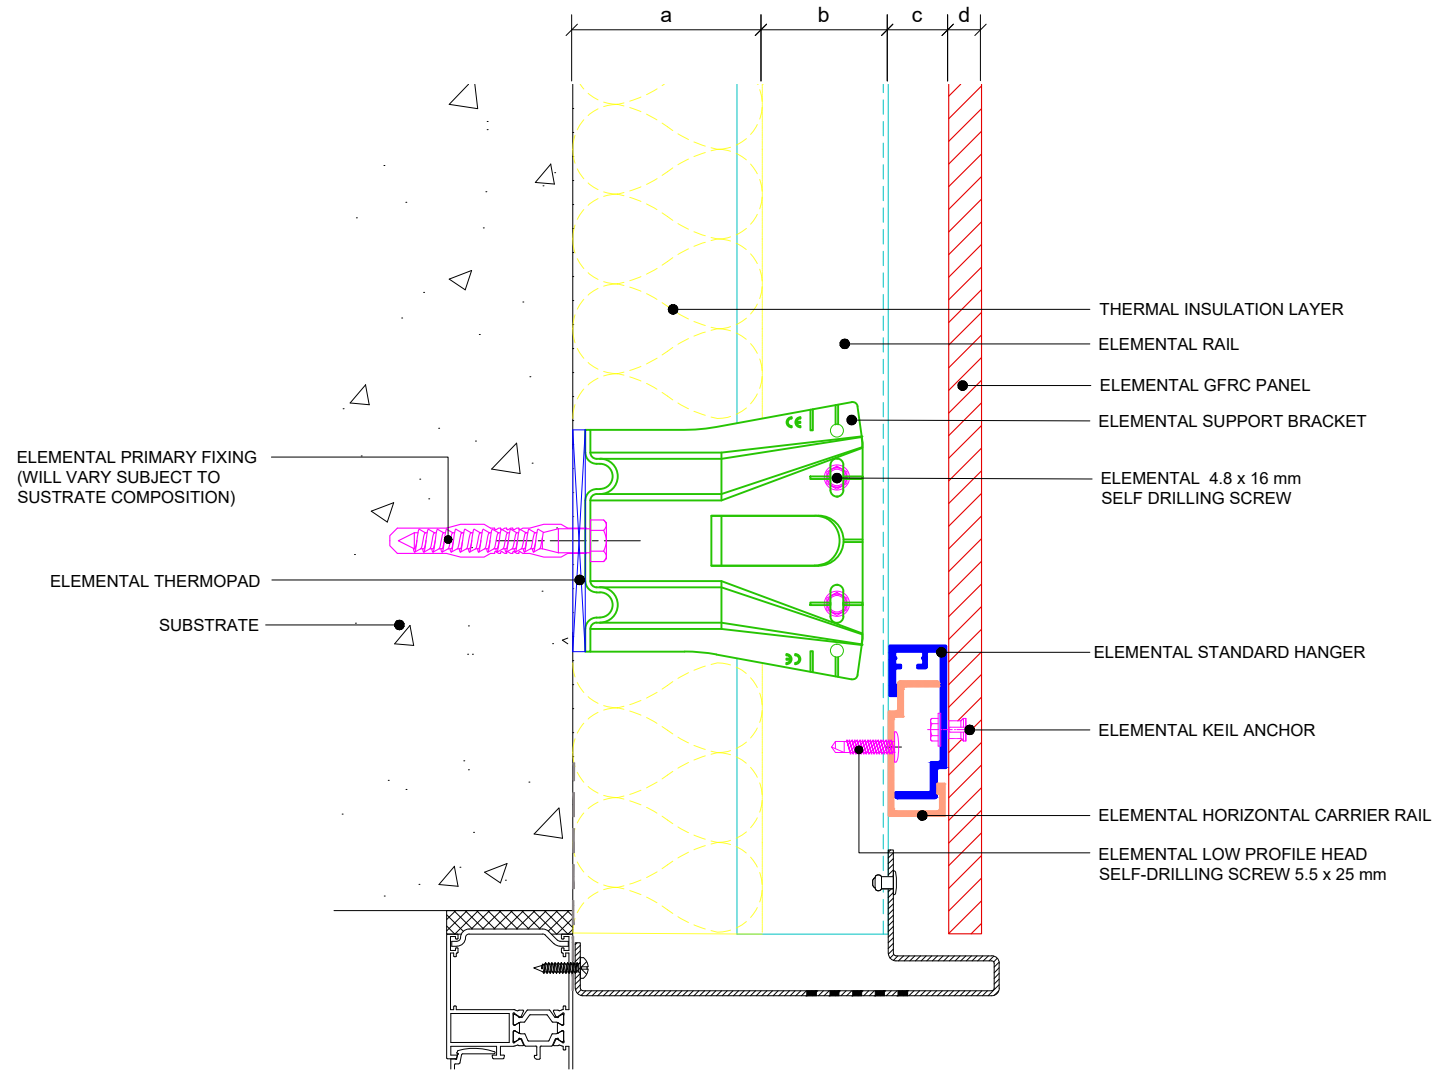 a b c d
THERMAL INSULATION LAYER
ELEMENTAL RAIL
ELEMENTAL GFRC PANEL
ELEMENTAL SUPPORT BRACKET
ELEMENTAL 4.8 x 16 mm
SELF DRILLING SCREW
ELEMENTAL PRIMARY FIXING
(WILL VARY SUBJECT TO
SUSTRATE COMPOSITION)
ELEMENTAL THERMOPAD
SUBSTRATE
ELEMENTAL STANDARD HANGER
ELEMENTAL KEIL ANCHOR
ELEMENTAL HORIZONTAL CARRIER RAIL
ELEMENTAL LOW PROFILE HEAD
SELF-DRILLING SCREW 5.5 x 25 mm
CE
CE